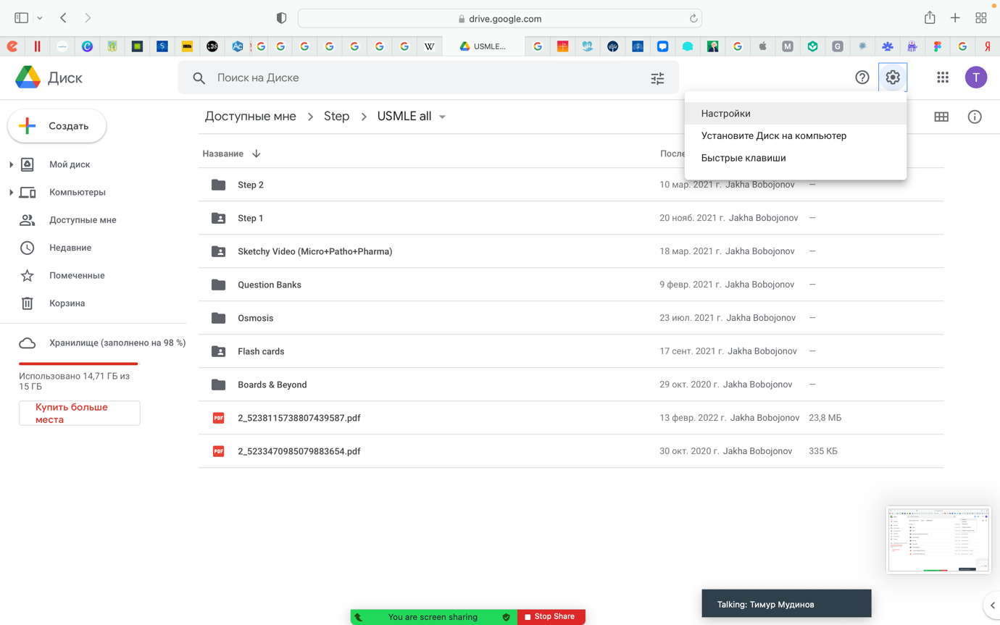 drive.google.com
USMLE...
Диск
Поиск на Диске
T
Настройки
Установите Диск на компьютер
Быстрые клавиши
Создать
Доступные мне
Step
USMLE all
Мой диск
Компьютеры
Доступные мне
Недавние
Помеченные
Корзина
Хранилище (заполнено на 98 %)
Использовано 14,71 ГБ из
15 ГБ
Купить больше
места
Название
После
Step 2 10 мар. 2021 г. Jakha Bobojonov —
Step 1 20 нояб. 2021 г. Jakha Bobojonov —
Sketchy Video (Micro+Patho+Pharma) 18 мар. 2021 г. Jakha Bobojonov —
Question Banks 9 февр. 2021 г. Jakha Bobojonov —
Osmosis 23 июл. 2021 г. Jakha Bobojonov —
Flash cards 17 сент. 2021 г. Jakha Bobojonov —
Boards & Beyond 29 окт. 2020 г. Jakha Bobojonov —
PDF 2_5238115738807439587.pdf 13 февр. 2022 г. Jakha Bobojonov 23,8 МБ
PDF 2_5233470985079883654.pdf 30 окт. 2020 г. Jakha Bobojonov 335 КБ
Talking: Тимур Мудинов
You are screen sharing
Stop Share